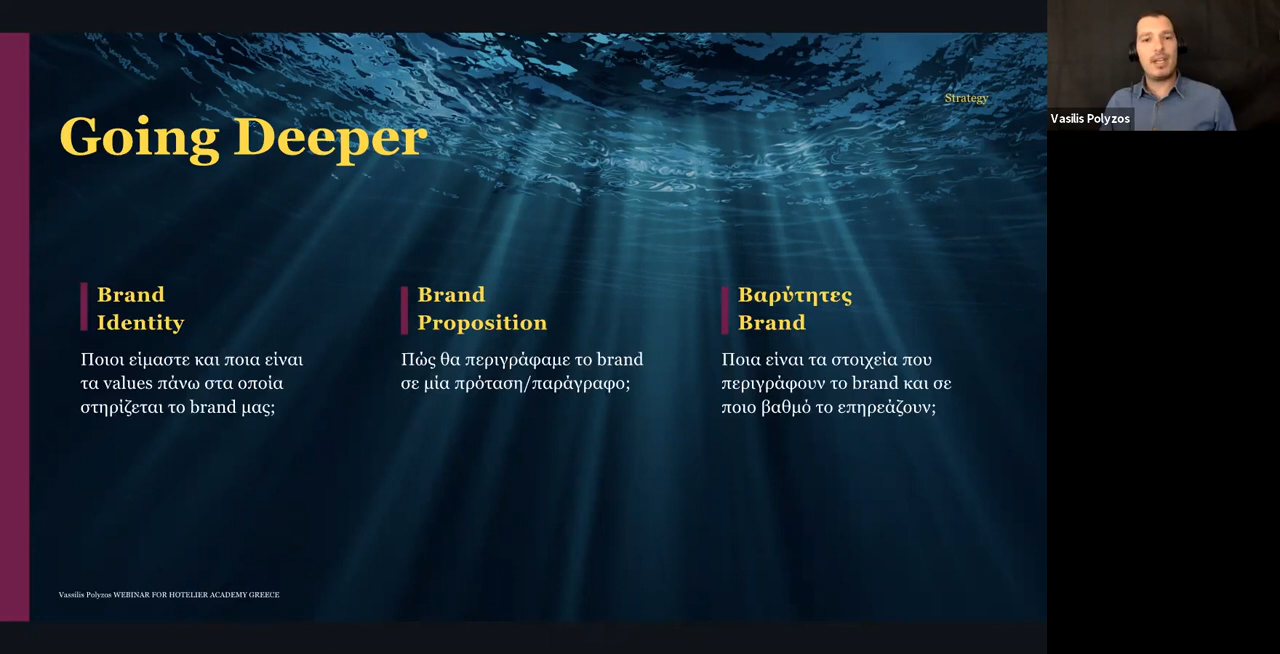 Strategy
Going Deeper
Brand
Identity
Ποιοι είμαστε και ποια είναι
τα values πάνω στα οποία
στηρίζεται το brand μας;
Brand
Proposition
Πώς θα περιγράφαμε το brand
σε μία πρόταση/παράγραφο;
Βαρύτητες
Brand
Ποια είναι τα στοιχεία που
περιγράφουν το brand και σε
ποιο βαθμό το επηρεάζουν;
Vassilis Polyzos WEBINAR FOR HOTELIER ACADEMY GREECE
Vasilis Polyzos